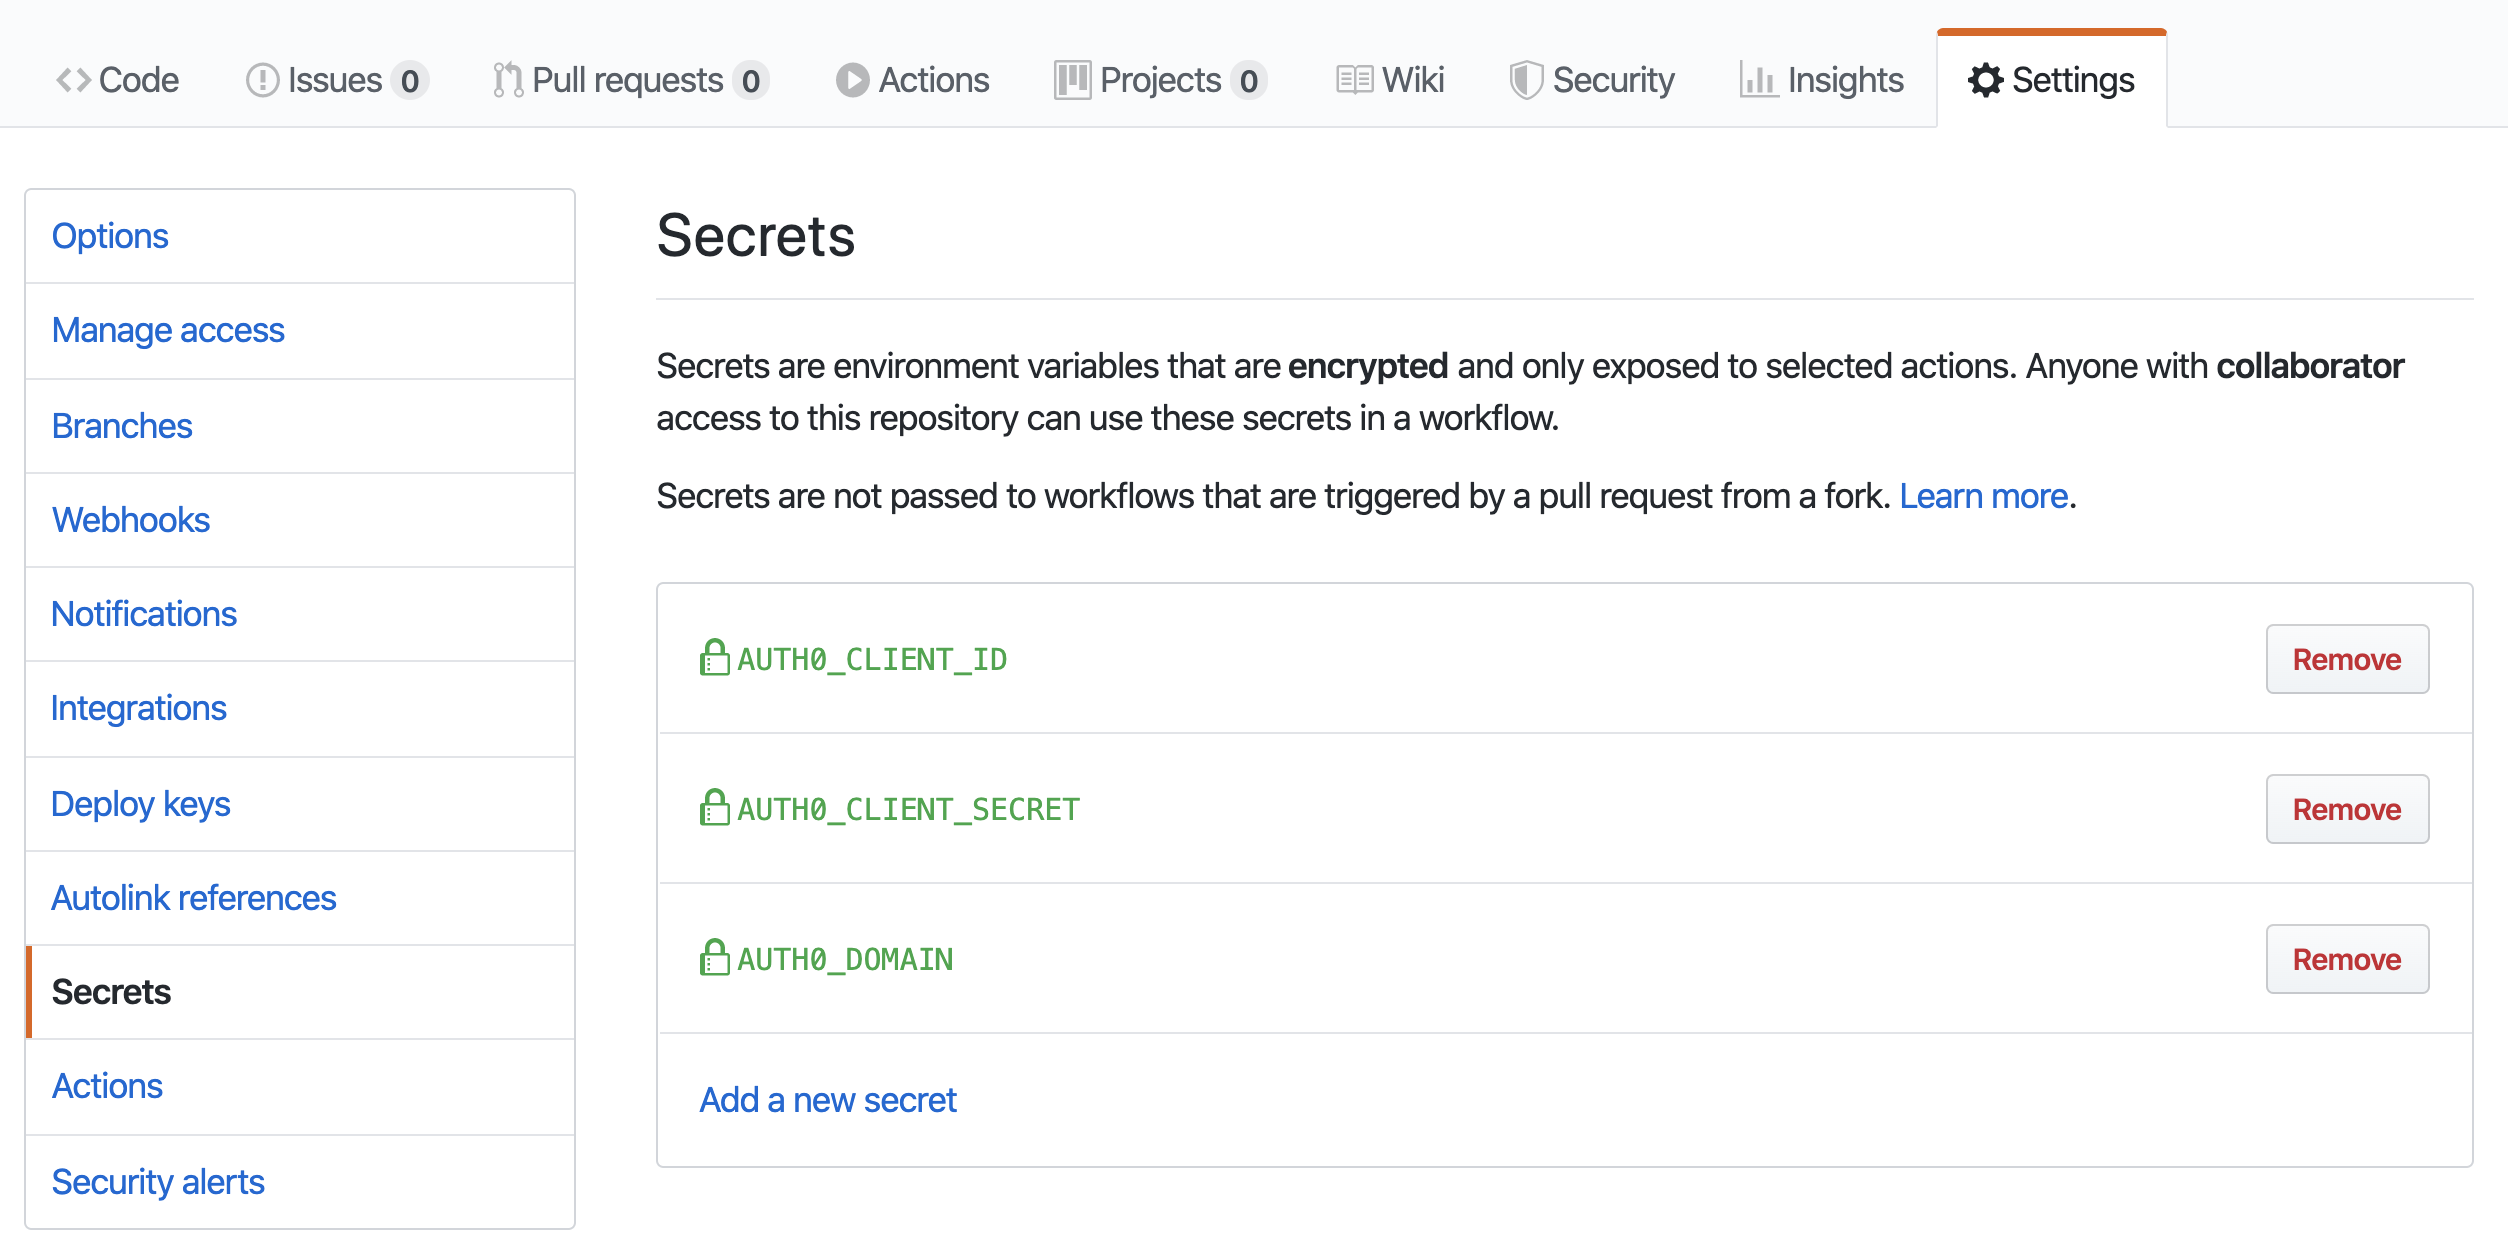 Code Issues 0 Pull requests 0 Actions Projects 0 Wiki Security Insights Settings
Options
Manage access
Branches
Webhooks
Notifications
Integrations
Deploy keys
Autolink references
Secrets
Actions
Security alerts
Secrets
Secrets are environment variables that are encrypted and only exposed to selected actions. Anyone with collaborator
access to this repository can use these secrets in a workflow.
Secrets are not passed to workflows that are triggered by a pull request from a fork. Learn more.
AUTH0_CLIENT_ID Remove
AUTH0_CLIENT_SECRET Remove
AUTH0_DOMAIN Remove
Add a new secret